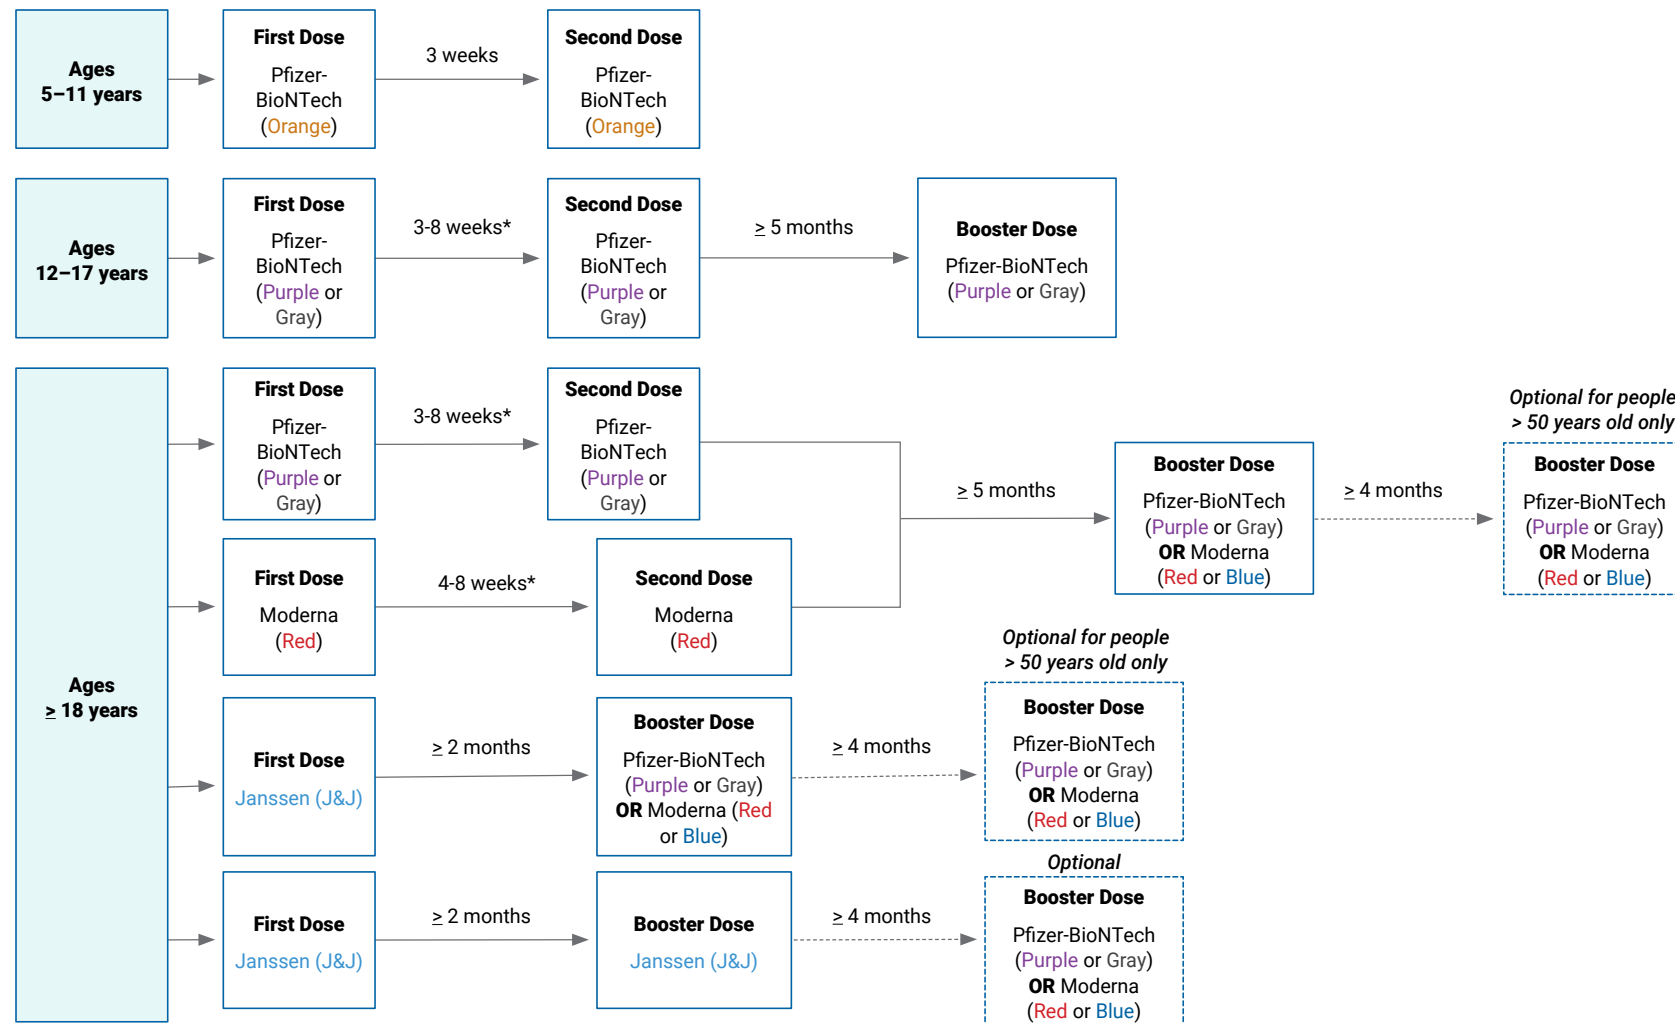 Ages
5–11 years
First Dose
Pfizer-
BioNTech
(Orange)
3 weeks
Second Dose
Pfizer-
BioNTech
(Orange)
Ages
12–17 years
First Dose
Pfizer-
BioNTech
(Purple or
Gray)
3-8 weeks*
Second Dose
Pfizer-
BioNTech
(Purple or
Gray)
≥ 5 months
Booster Dose
Pfizer-BioNTech
(Purple or Gray)
Ages
≥ 18 years
First Dose
Pfizer-
BioNTech
(Purple or
Gray)
3-8 weeks*
Second Dose
Pfizer-
BioNTech
(Purple or
Gray)
First Dose
Moderna
(Red)
4-8 weeks*
Second Dose
Moderna
(Red)
≥ 5 months
Booster Dose
Pfizer-BioNTech
(Purple or Gray)
OR Moderna
(Red or Blue)
≥ 4 months
Optional for people
> 50 years old only
Booster Dose
Pfizer-BioNTech
(Purple or Gray)
OR Moderna
(Red or Blue)
First Dose
Janssen (J&J)
≥ 2 months
Booster Dose
Pfizer-BioNTech
(Purple or Gray)
OR Moderna (Red
or Blue)
≥ 4 months
Optional for people
> 50 years old only
Booster Dose
Pfizer-BioNTech
(Purple or Gray)
OR Moderna
(Red or Blue)
First Dose
Janssen (J&J)
≥ 2 months
Booster Dose
Janssen (J&J)
≥ 4 months
Optional
Booster Dose
Pfizer-BioNTech
(Purple or Gray)
OR Moderna
(Red or Blue)